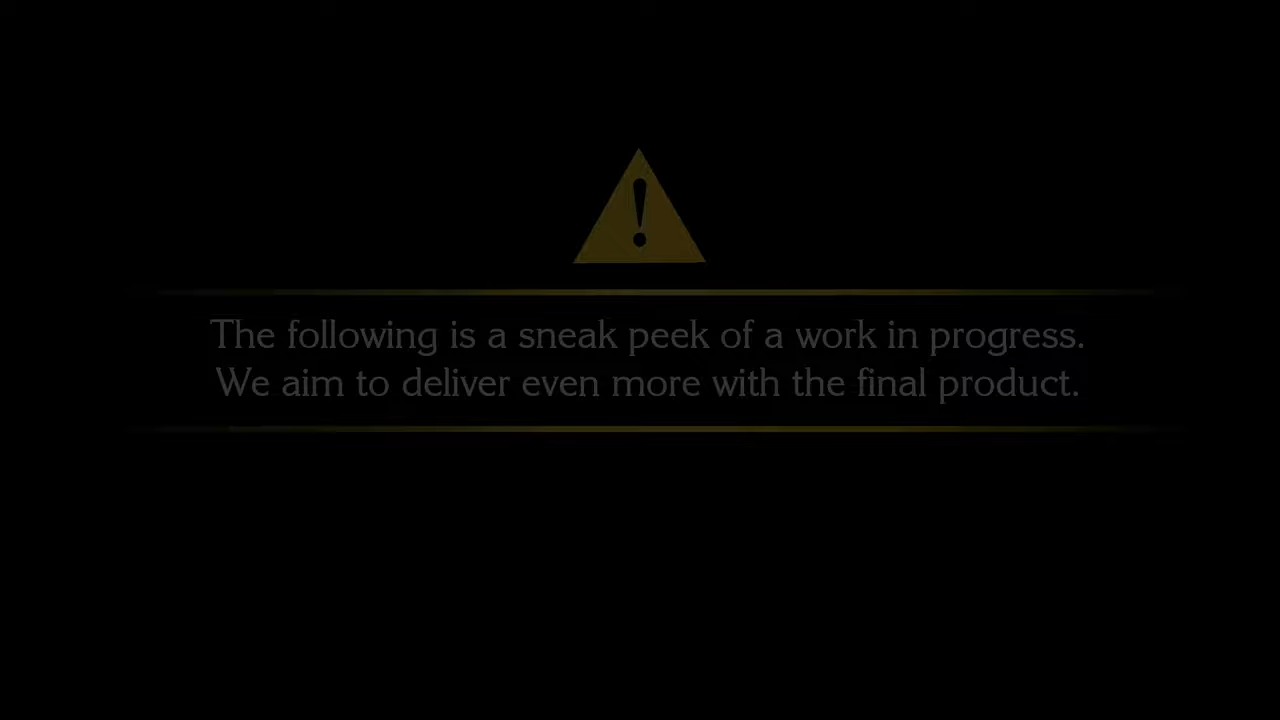 The following is a sneak peek of a work in progress.
We aim to deliver even more with the final product.